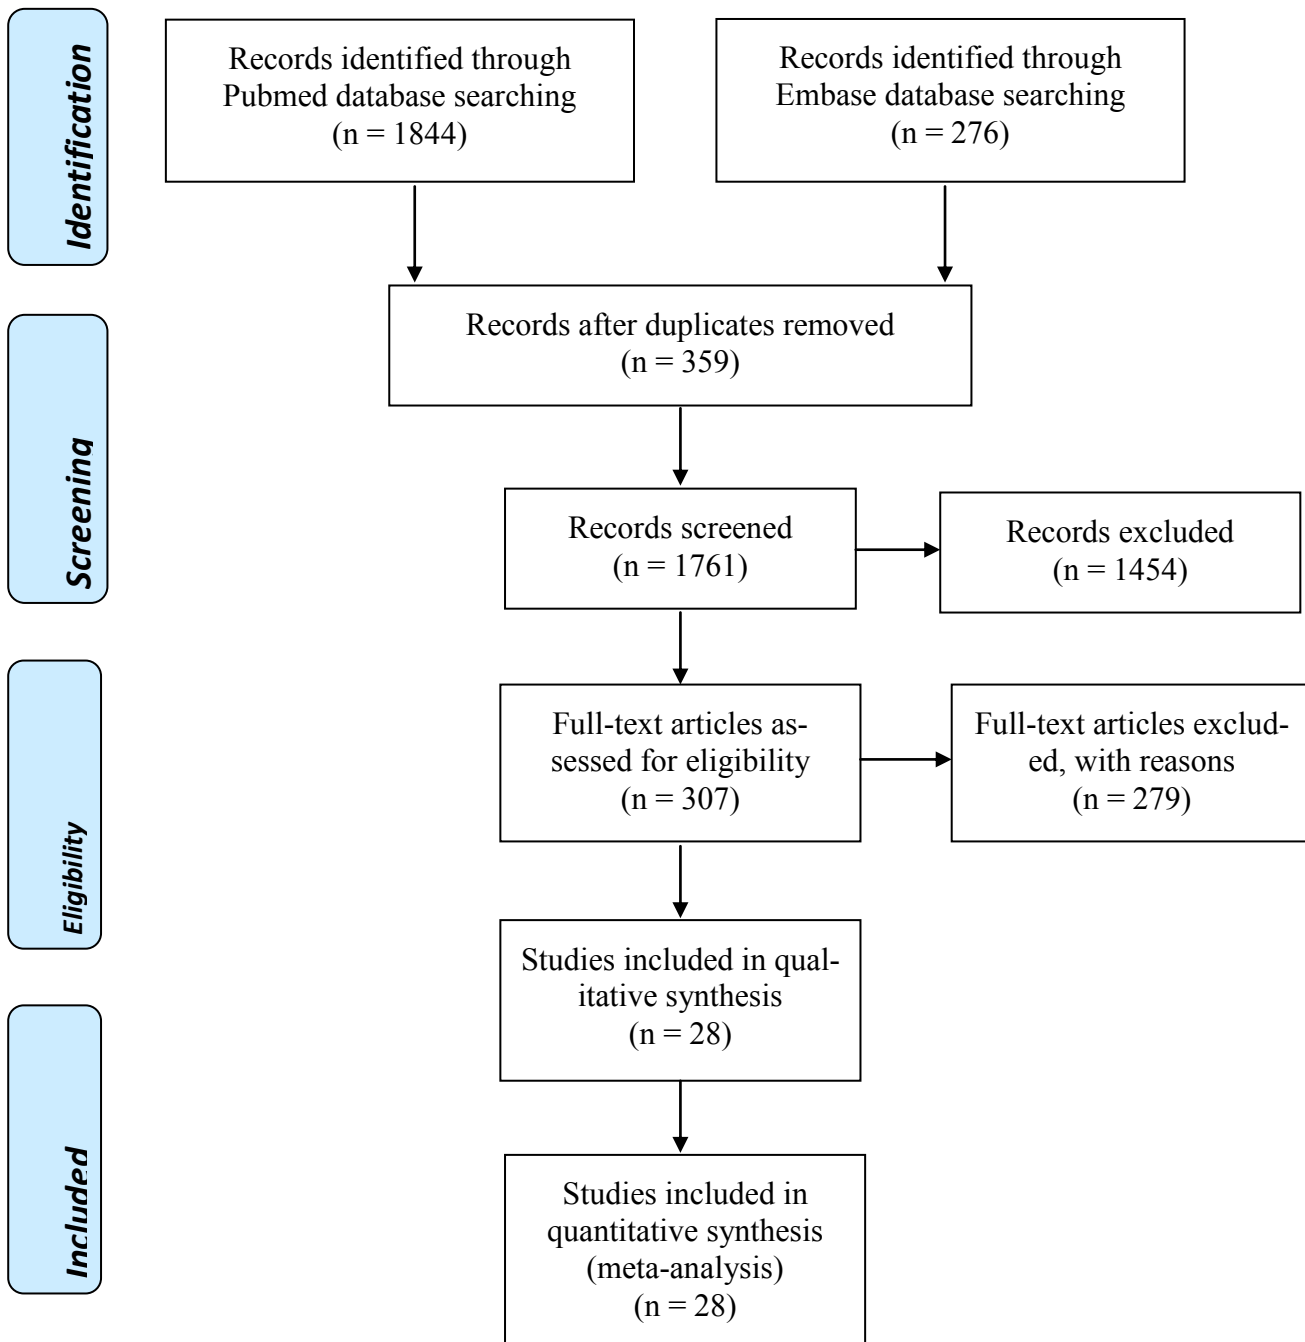 Identification
Records identified through
Pubmed database searching
(n = 1844)
Records identified through
Embase database searching
(n = 276)
Records after duplicates removed
(n = 359)
Screening
Records screened
(n = 1761)
Records excluded
(n = 1454)
Eligibility
Full-text articles as-
sessed for eligibility
(n = 307)
Full-text articles exclud-
ed, with reasons
(n = 279)
Studies included in qual-
itative synthesis
(n = 28)
Included
Studies included in
quantitative synthesis
(meta-analysis)
(n = 28)